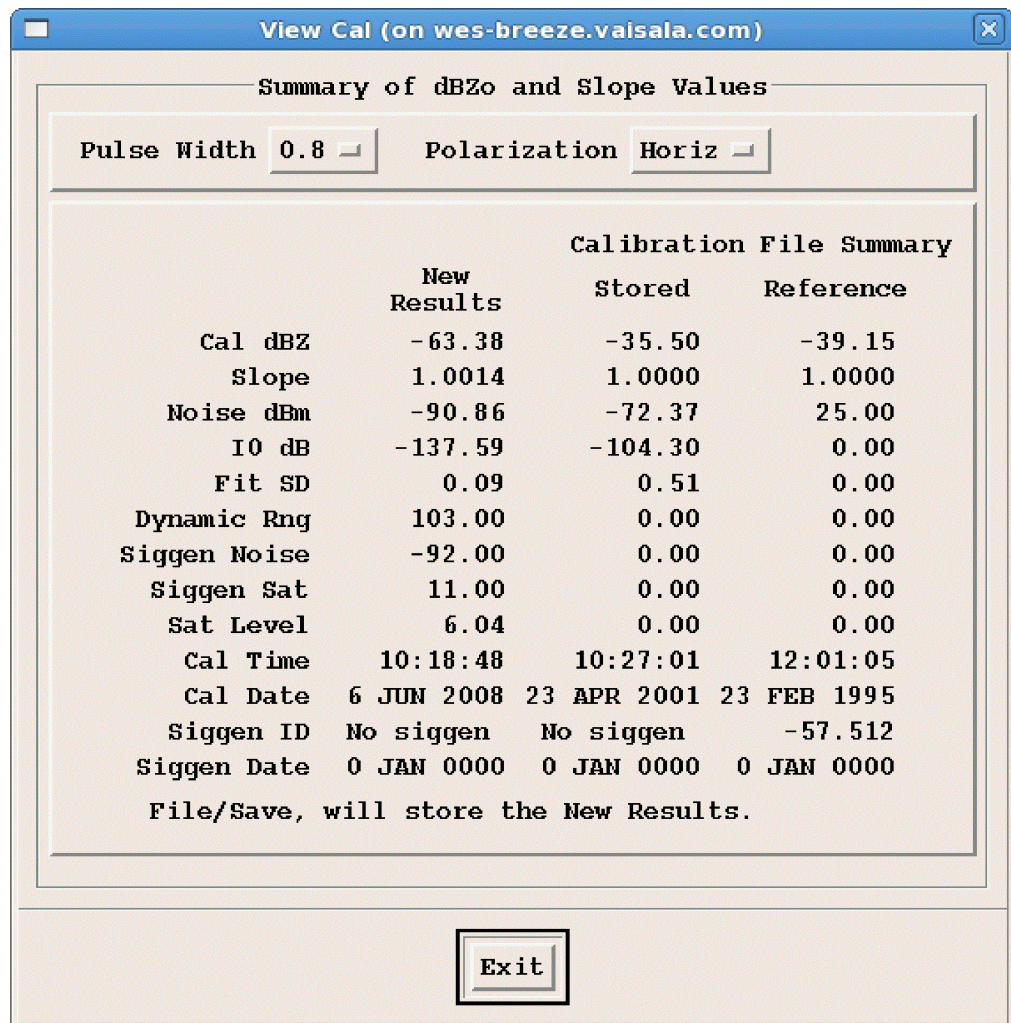 View Cal (on wes-breeze.vaisala.com)
Summary of dBZo and Slope Values
Pulse Width 0.8 Polarization Horiz
Calibration File Summary
New Results Stored Reference
Cal dBZ -63.38 -35.50 -39.15
Slope 1.0014 1.0000 1.0000
Noise dBm -90.86 -72.37 25.00
I0 dB -137.59 -104.30 0.00
Fit SD 0.09 0.51 0.00
Dynamic Rng 103.00 0.00 0.00
Siggen Noise -92.00 0.00 0.00
Siggen Sat 11.00 0.00 0.00
Sat Level 6.04 0.00 0.00
Cal Time 10:18:48 10:27:01 12:01:05
Cal Date 6 JUN 2008 23 APR 2001 23 FEB 1995
Siggen ID No siggen No siggen -57.512
Siggen Date 0 JAN 0000 0 JAN 0000 0 JAN 0000
File/Save, will store the New Results.
Exit